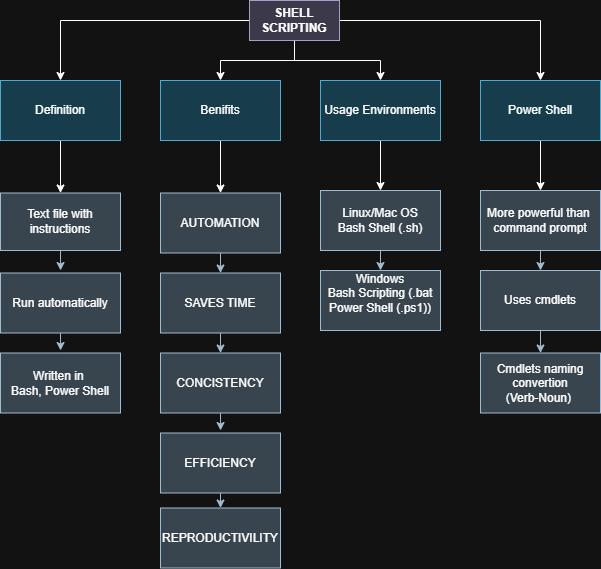 SHELL
SCRIPTING
Definition
Benifits
Usage Environments
Power Shell
Text file with
instructions
Run automatically
Written in
Bash, Power Shell
AUTOMATION
SAVES TIME
CONCISTENCY
EFFICIENCY
REPRODUCTIVILITY
Linux/Mac OS
Bash Shell (.sh)
Windows
Bash Scripting (.bat
Power Shell (.ps1))
More powerful than
command prompt
Uses cmdlets
Cmdlets naming
convertion
(Verb-Noun)